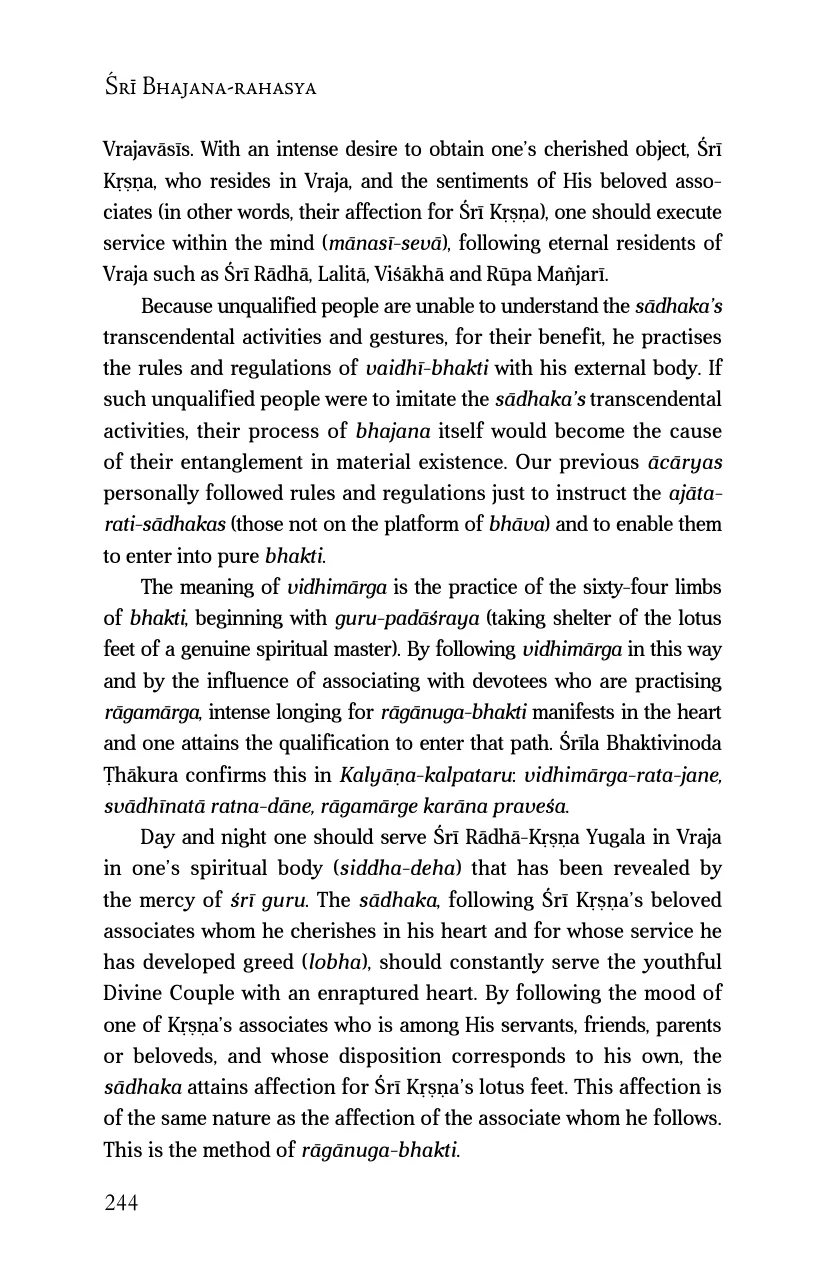 Śrī Bhajana-rahasya
Vrajavāsīs. With an intense desire to obtain one’s cherished object, Śrī
Kṛṣṇa, who resides in Vraja, and the sentiments of His beloved asso-
ciates (in other words, their affection for Śrī Kṛṣṇa), one should execute
service within the mind (mānasī-sevā), following eternal residents of
Vraja such as Śrī Rādhā, Lalitā, Viśākhā and Rūpa Mañjarī.
Because unqualified people are unable to understand the sādhaka’s
transcendental activities and gestures, for their benefit, he practises
the rules and regulations of vaidhī-bhakti with his external body. If
such unqualified people were to imitate the sādhaka’s transcendental
activities, their process of bhajana itself would become the cause
of their entanglement in material existence. Our previous ācāryas
personally followed rules and regulations just to instruct the ajāta-
rati-sādhakas (those not on the platform of bhāva) and to enable them
to enter into pure bhakti.
The meaning of vidhimārga is the practice of the sixty-four limbs
of bhakti, beginning with guru-padāśraya (taking shelter of the lotus
feet of a genuine spiritual master). By following vidhimārga in this way
and by the influence of associating with devotees who are practising
rāgamārga, intense longing for rāgānuga-bhakti manifests in the heart
and one attains the qualification to enter that path. Śrīla Bhaktivinoda
Ṭhākura confirms this in Kalyāṇa-kalpataru: vidhimārga-rata-jane,
svādhīnatā ratna-dāne, rāgamārge karāna praveśa.
Day and night one should serve Śrī Rādhā-Kṛṣṇa Yugala in Vraja
in one’s spiritual body (siddha-deha) that has been revealed by
the mercy of śrī guru. The sādhaka, following Śrī Kṛṣṇa’s beloved
associates whom he cherishes in his heart and for whose service he
has developed greed (lobha), should constantly serve the youthful
Divine Couple with an enraptured heart. By following the mood of
one of Kṛṣṇa’s associates who is among His servants, friends, parents
or beloveds, and whose disposition corresponds to his own, the
sādhaka attains affection for Śrī Kṛṣṇa’s lotus feet. This affection is
of the same nature as the affection of the associate whom he follows.
This is the method of rāgānuga-bhakti.
244